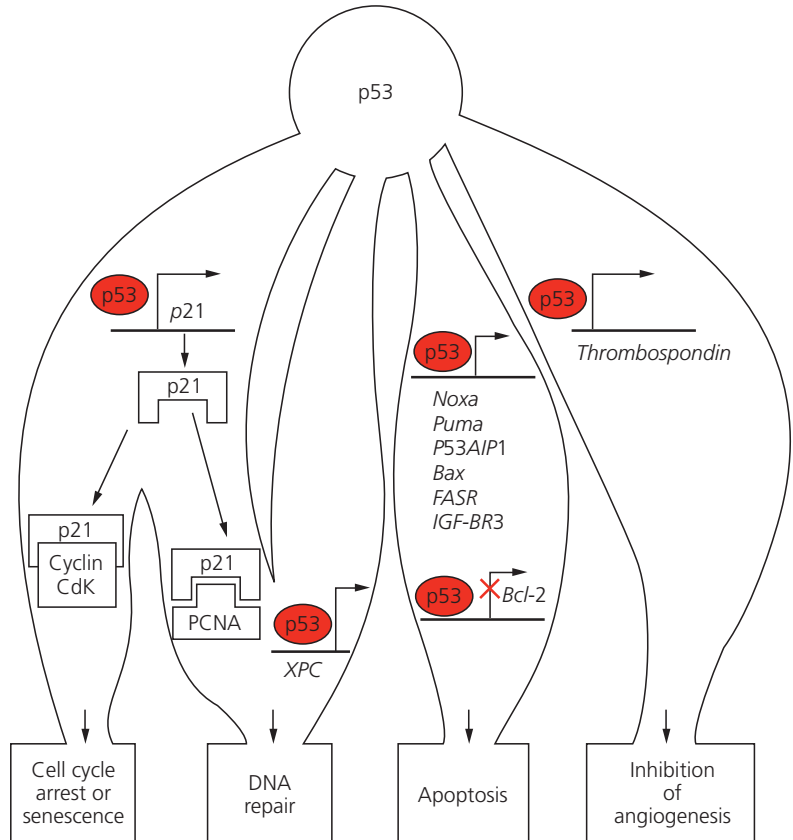 p53
p53
p21
p21
p21
Cyclin
CdK
p21
PCNA
p53
XPC
p53
Noxa
Puma
P53AIP1
Bax
FASR
IGF-BR3
p53
Bcl-2
p53
Thrombospondin
Cell cycle
arrest or
senescence
DNA
repair
Apoptosis
Inhibition
of
angiogenesis